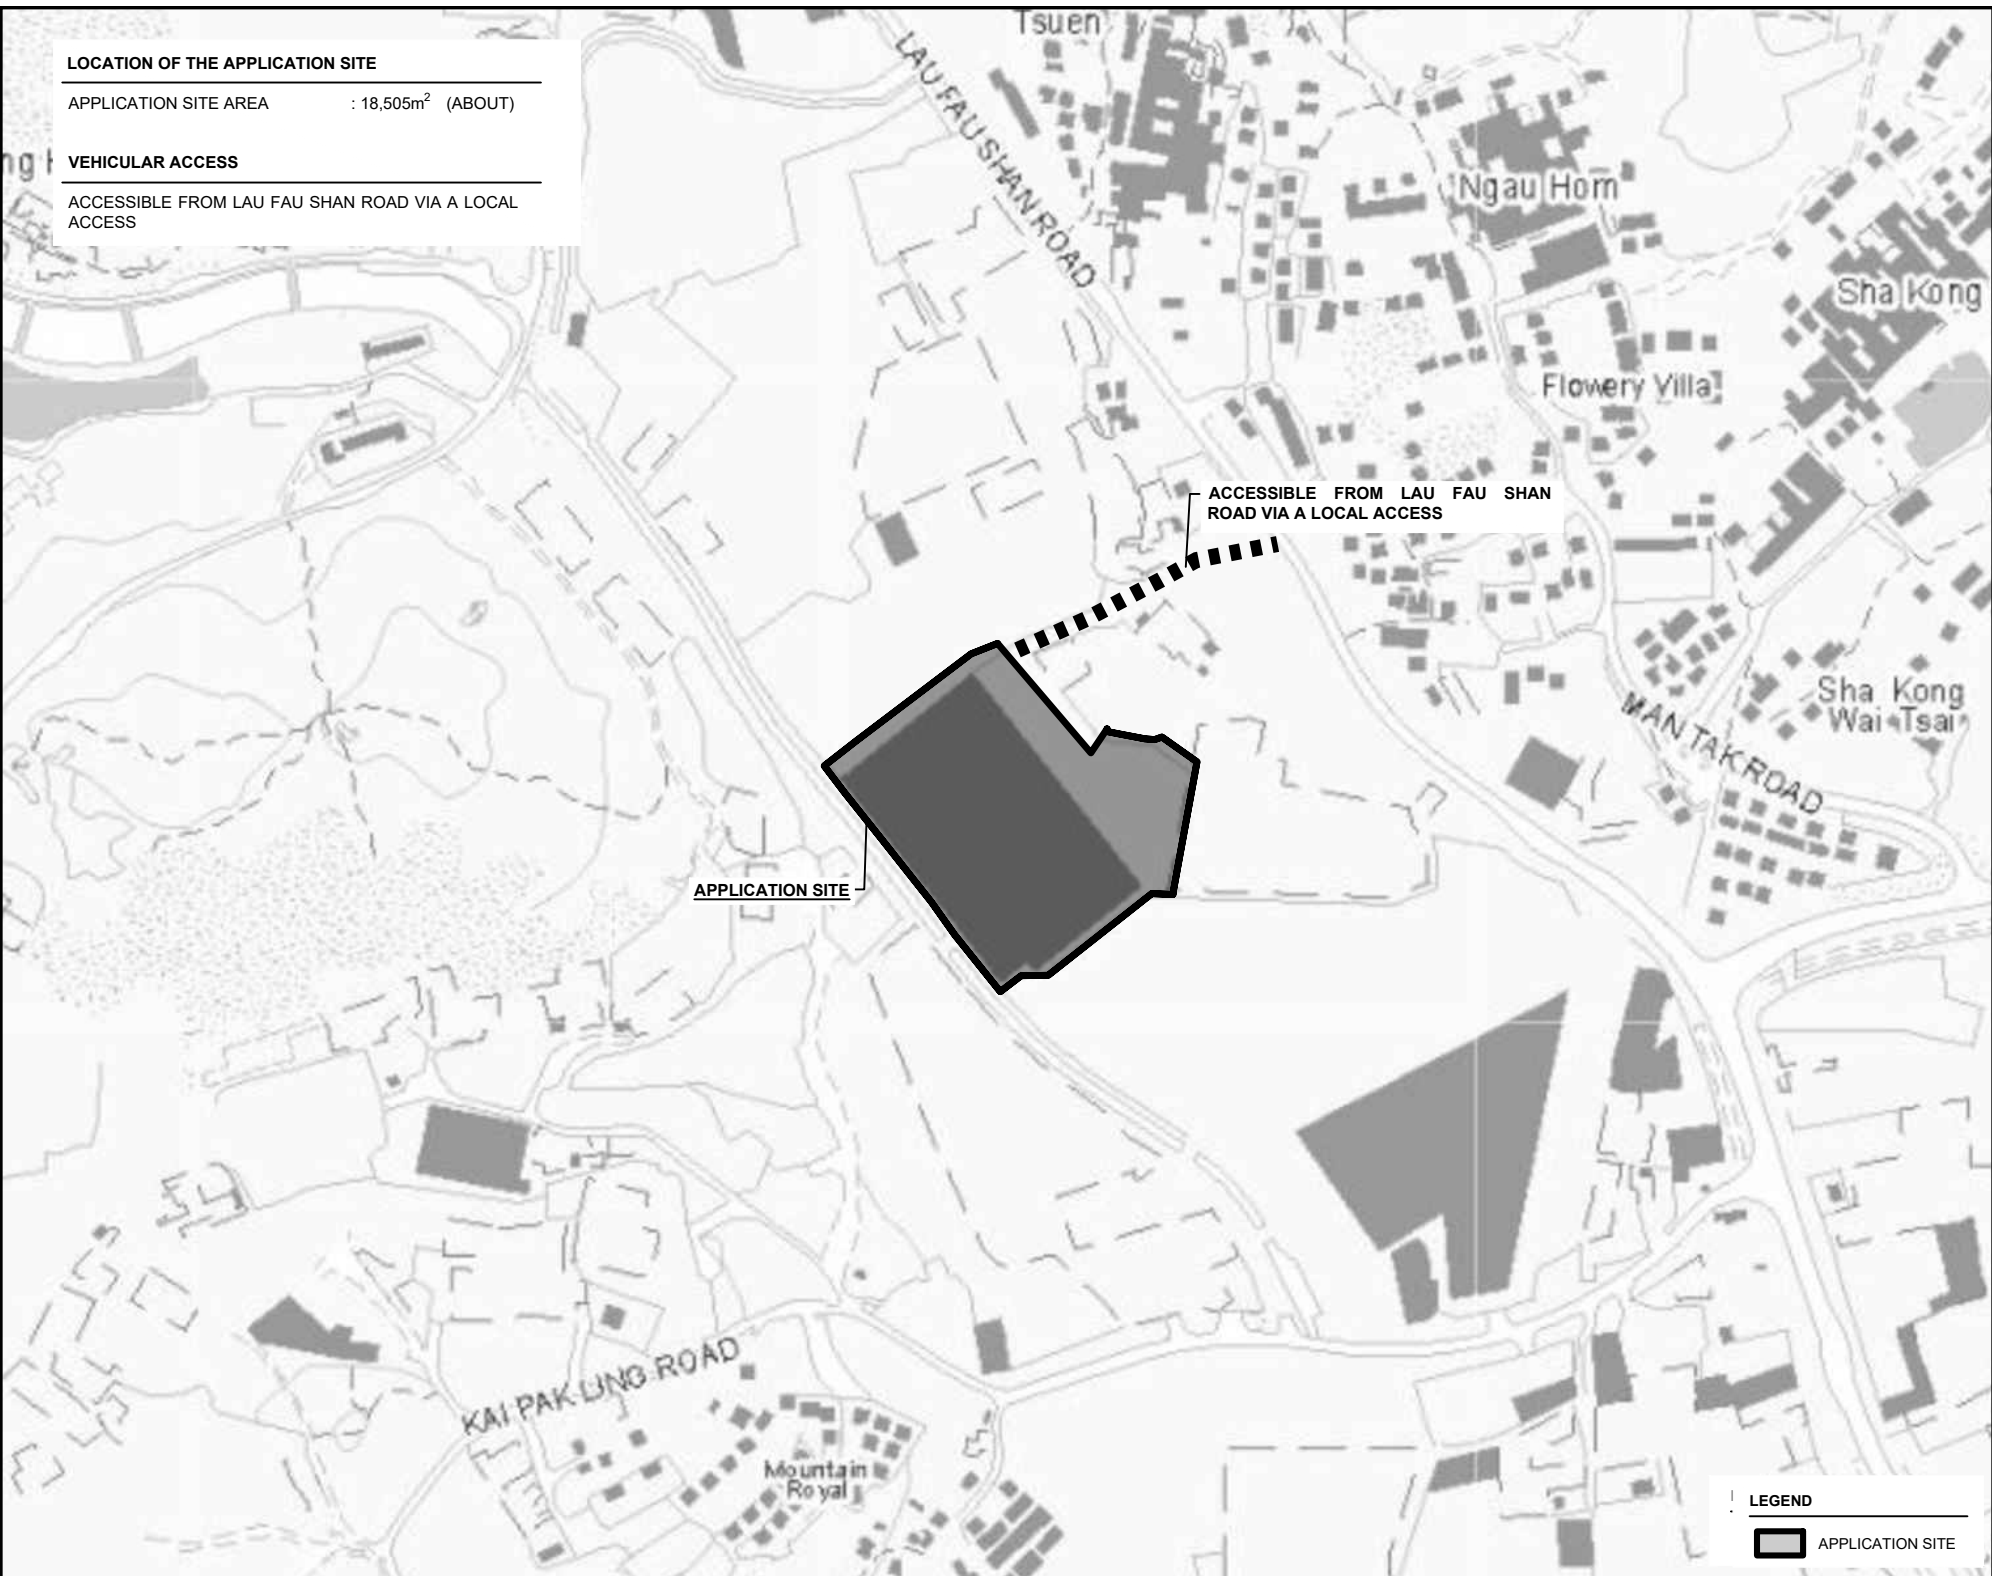 LOCATION OF THE APPLICATION SITE
APPLICATION SITE AREA : 18,505m² (ABOUT)
VEHICULAR ACCESS
ACCESSIBLE FROM LAU FAU SHAN ROAD VIA A LOCAL
ACCESS
Tsuen
LAU FAU SHAN ROAD
Ngau Hom
Sha Kong
Flowery Villa
ACCESSIBLE FROM LAU FAU SHAN
ROAD VIA A LOCAL ACCESS
Sha Kong
Wai Tsai
MAN TAK ROAD
APPLICATION SITE
KAI PAK LING ROAD
Mountain
Royal
LEGEND
APPLICATION SITE